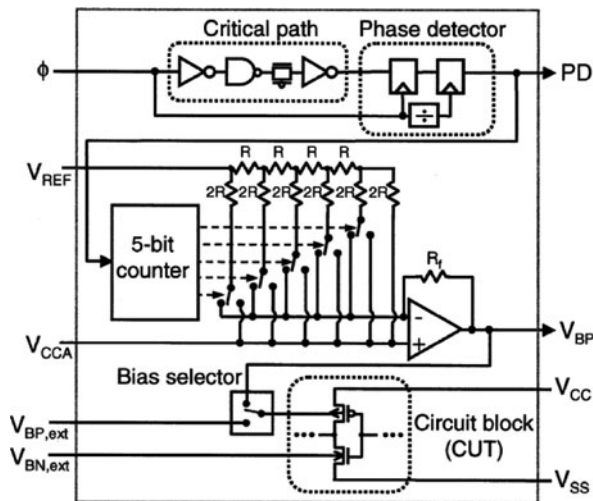 Critical path
Phase detector
ϕ
PD
÷
R R R R
V_REF
2R 2R 2R 2R 2R 2R
5-bit
counter
R_f
-
+
V_BP
V_CCA
Bias selector
V_CC
V_BP,ext
Circuit block
(CUT)
V_BN,ext
V_SS